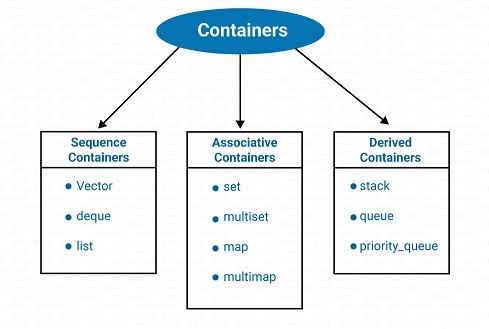 Containers
Sequence
Containers
Vector
deque
list
Associative
Containers
set
multiset
map
multimap
Derived
Containers
stack
queue
priority_queue